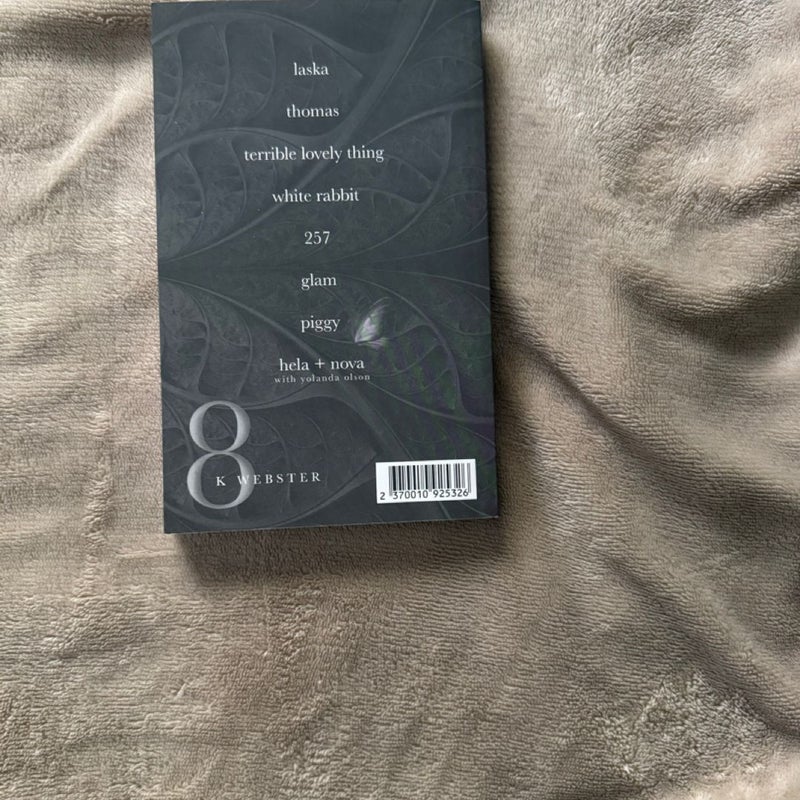 laska
thomas
terrible lovely thing
white rabbit
257
glam
piggy
hela + nova
with yolanda olson
8
K WEBSTER
2 370010 925326